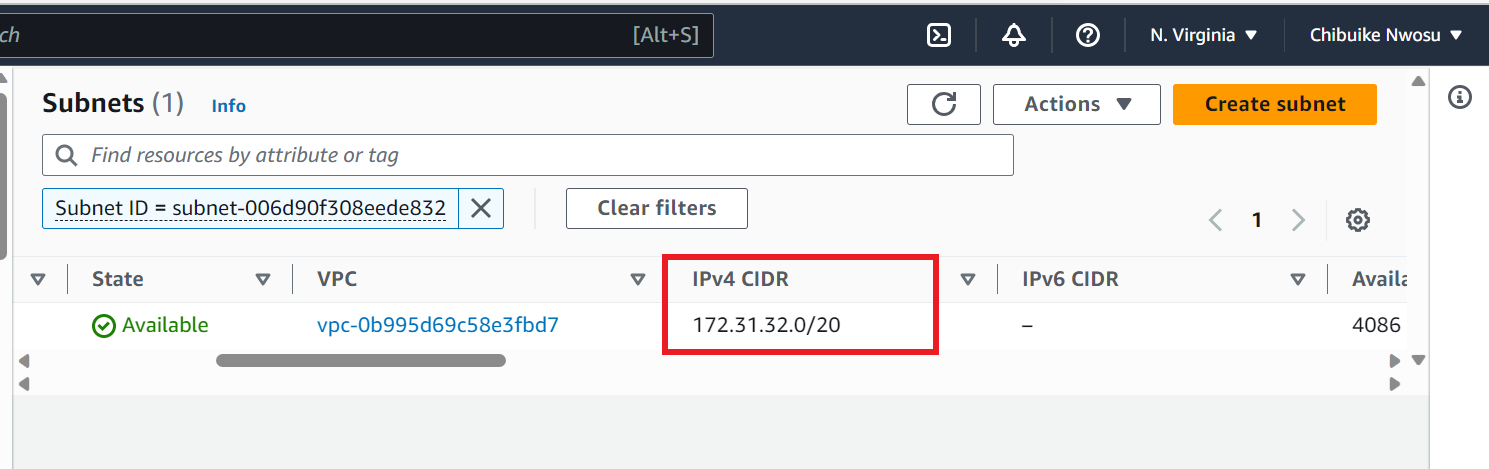 ch [Alt+S] N. Virginia Chibuike Nwosu
Subnets (1) Info Actions Create subnet
Find resources by attribute or tag
Subnet ID = subnet-006d90f308eede832 Clear filters
1
State VPC IPv4 CIDR IPv6 CIDR Availa
Available vpc-0b995d69c58e3fbd7 172.31.32.0/20 – 4086